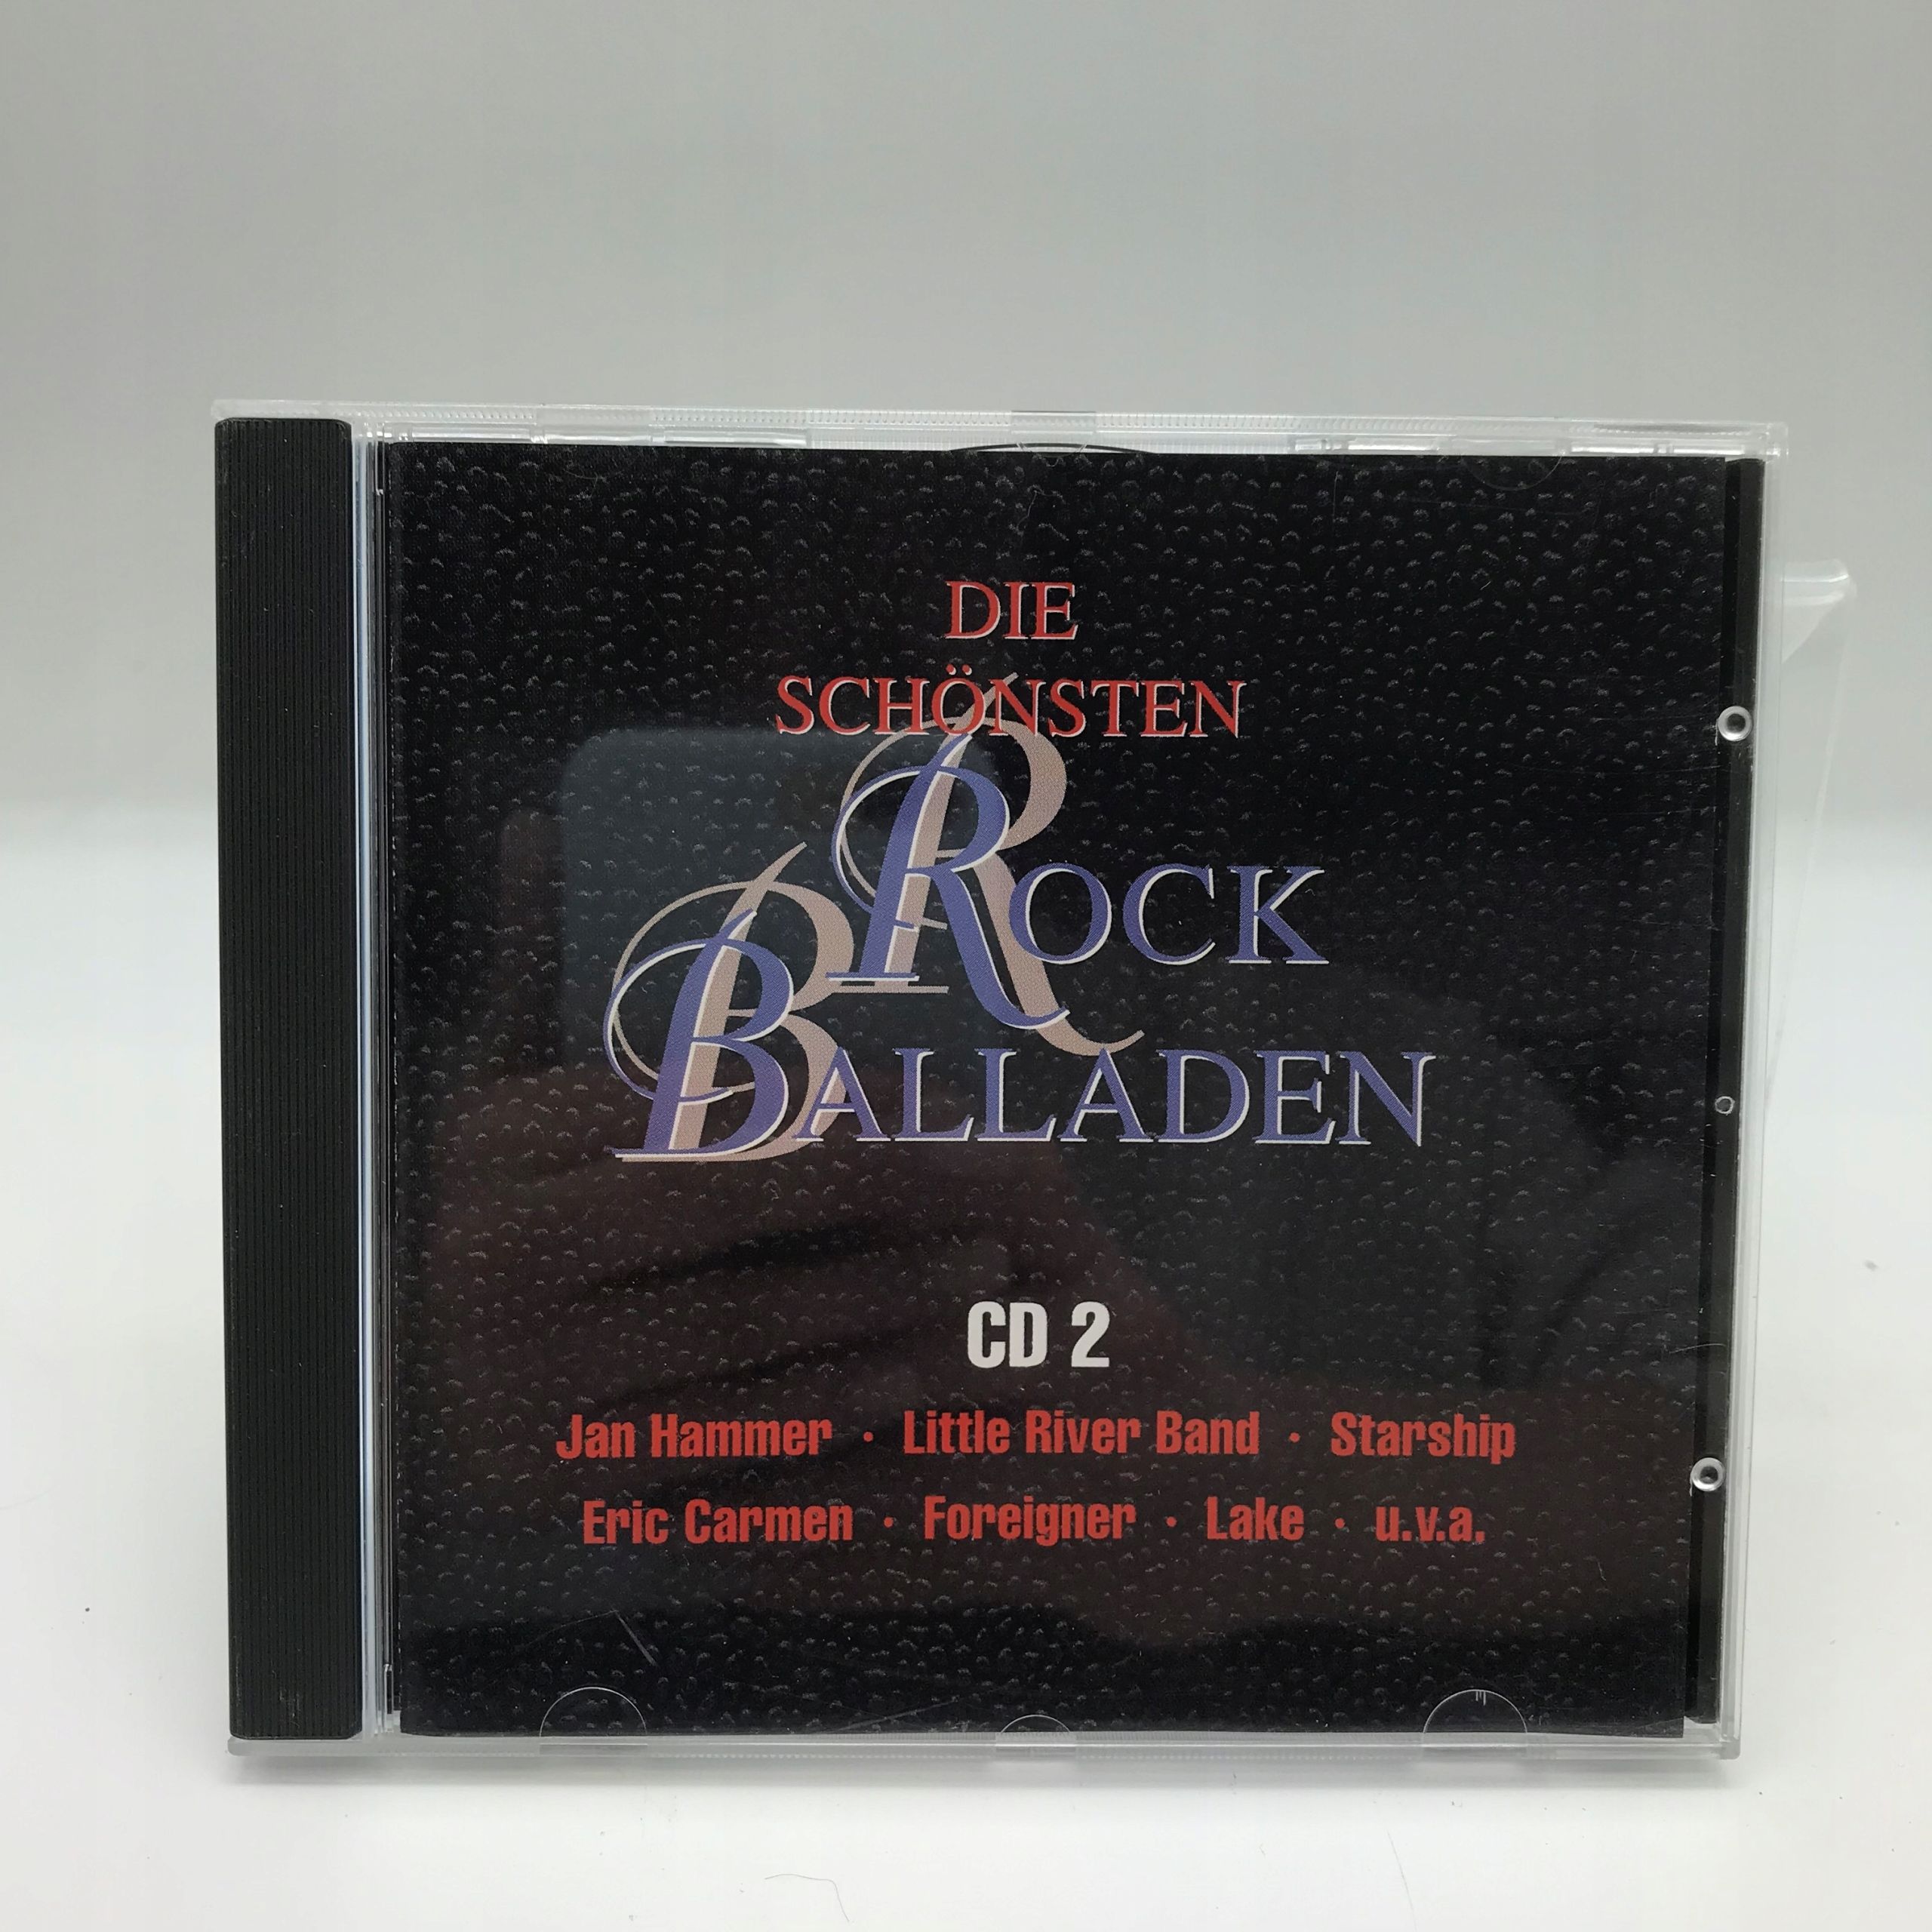 DIE
SCHÖNSTEN
ROCK
BALLADEN
CD 2
Jan Hammer · Little River Band · Starship
Eric Carmen · Foreigner · Lake · u.v.a.